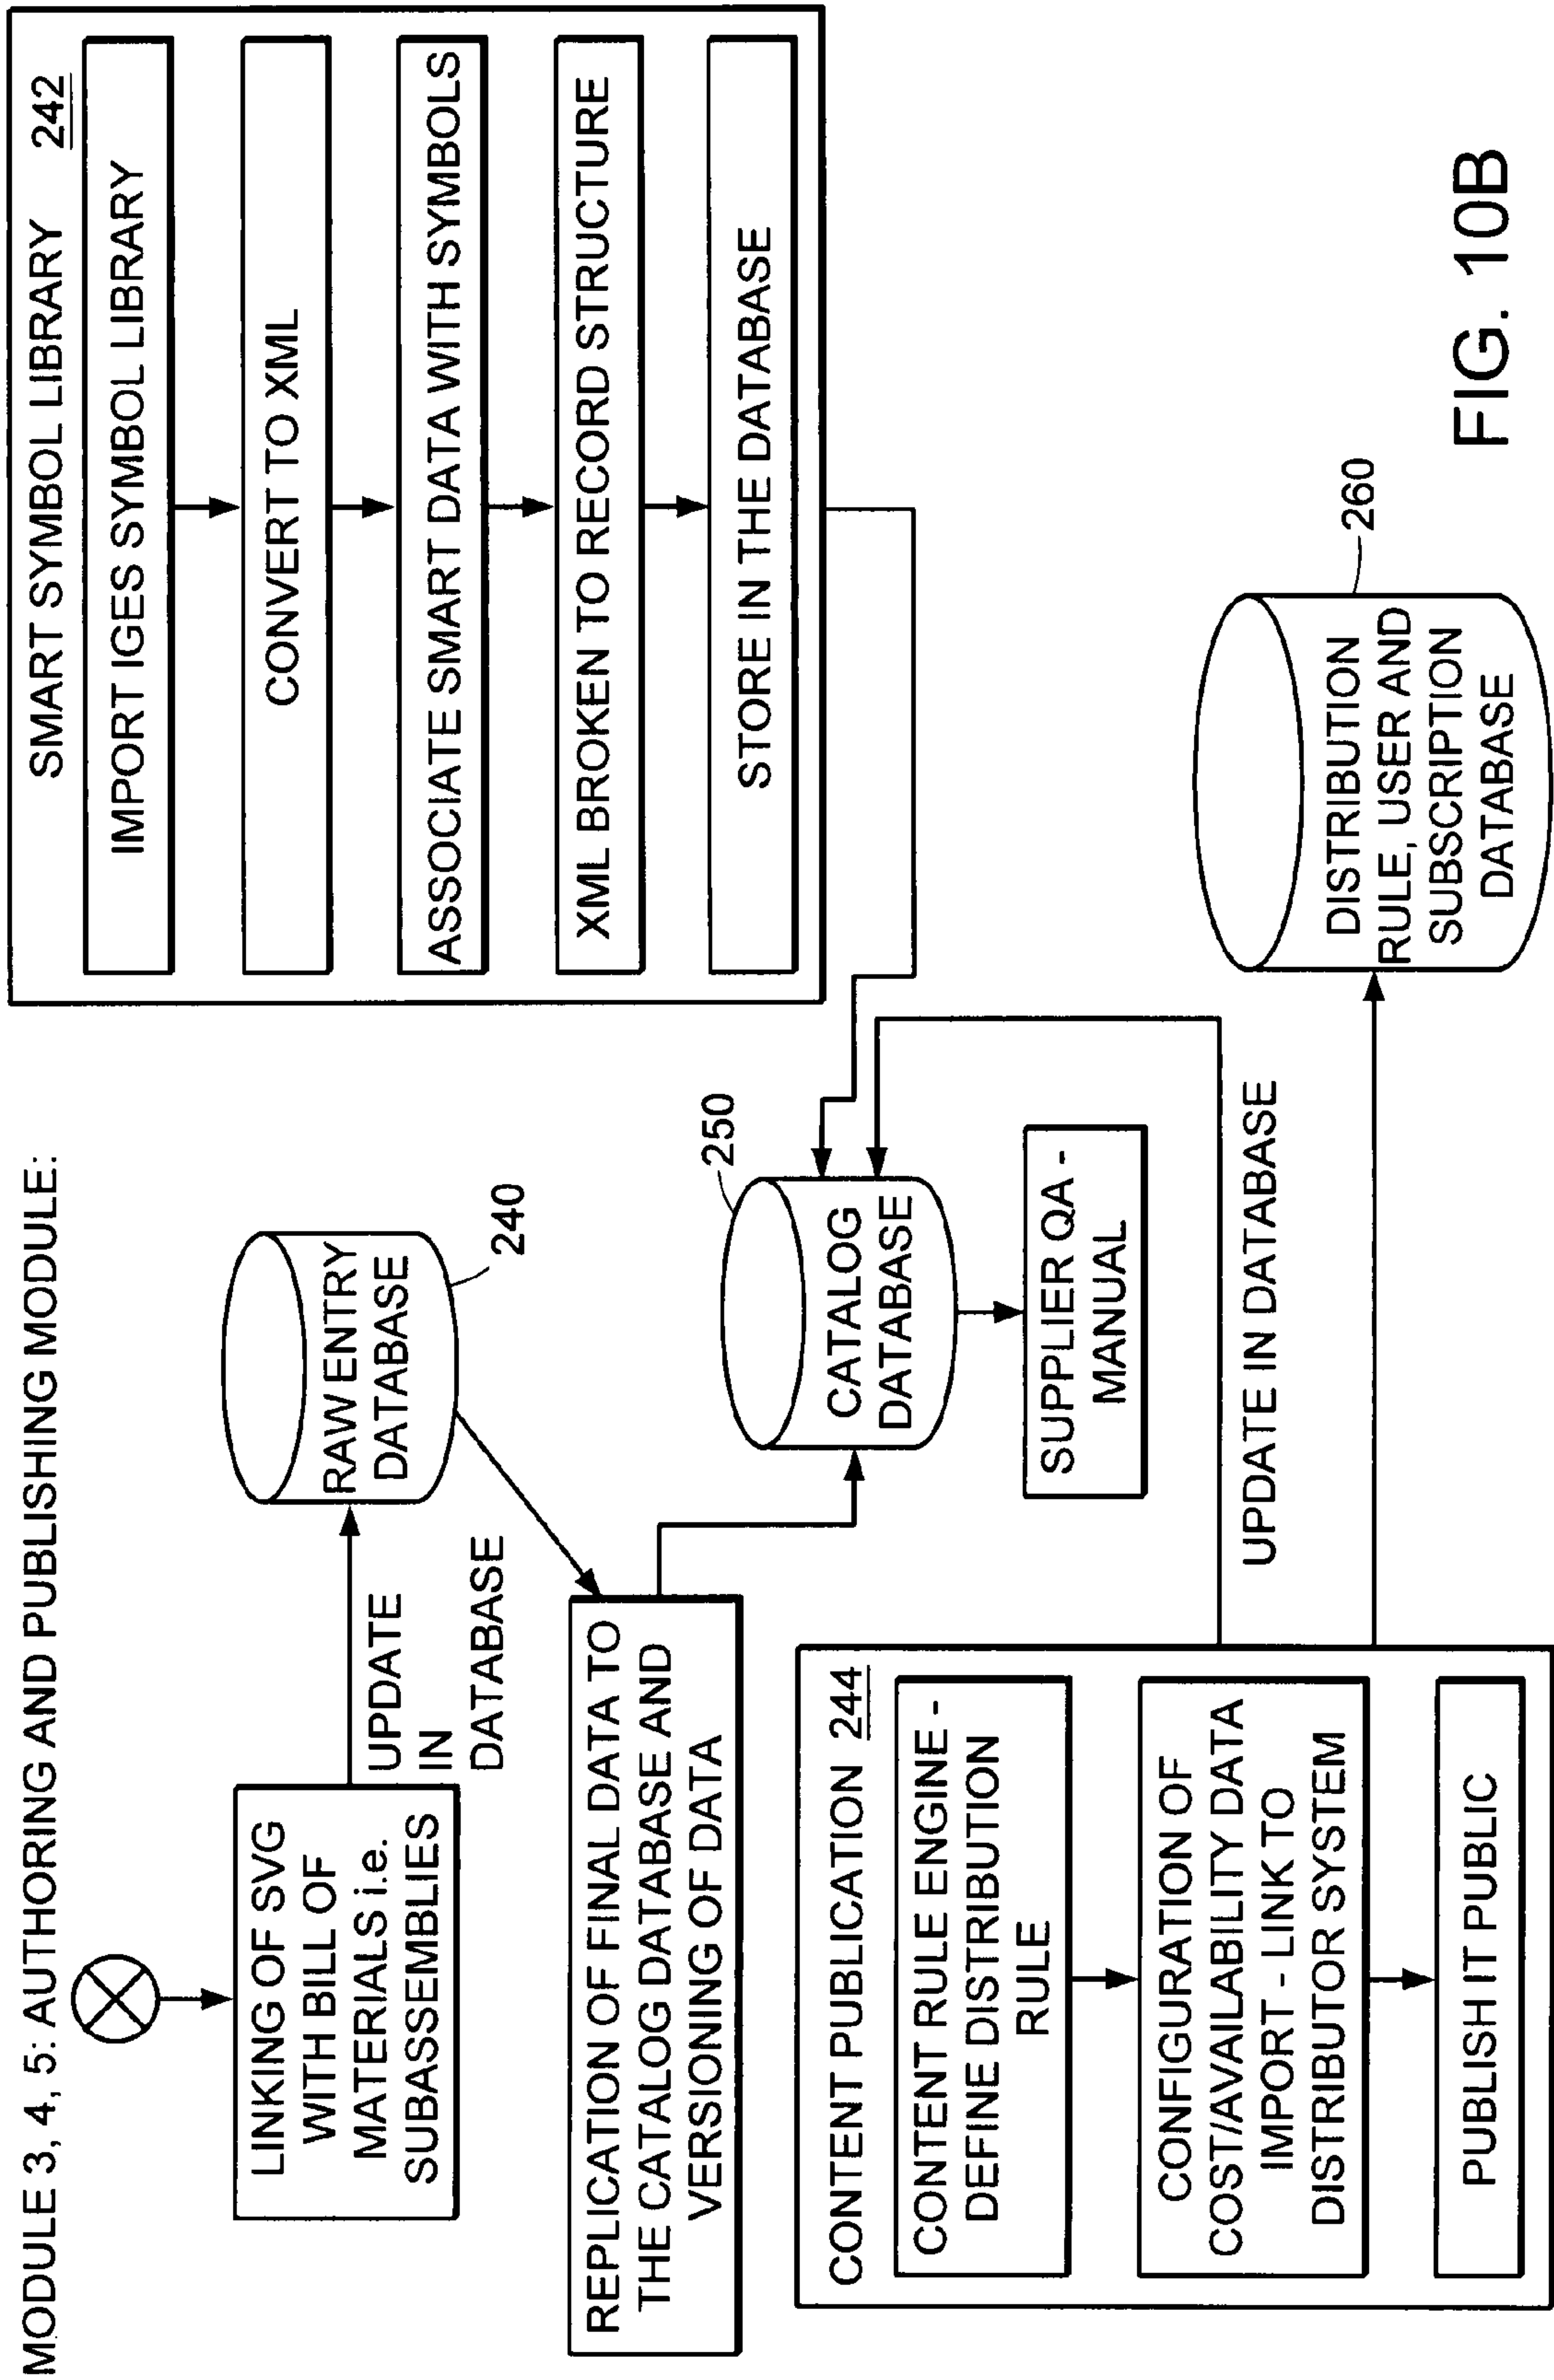 MODULE 3, 4, 5: AUTHORING AND PUBLISHING MODULE:
LINKING OF SVG
WITH BILL OF
MATERIALS i.e.
SUBASSEMBLIES
UPDATE
IN
DATABASE
RAW ENTRY
DATABASE
240
REPLICATION OF FINAL DATA TO
THE CATALOG DATABASE AND
VERSIONING OF DATA
CATALOG
DATABASE
250
SUPPLIER QA -
MANUAL
SMART SYMBOL LIBRARY 242
IMPORT IGES SYMBOL LIBRARY
CONVERT TO XML
ASSOCIATE SMART DATA WITH SYMBOLS
XML BROKEN TO RECORD STRUCTURE
STORE IN THE DATABASE
CONTENT PUBLICATION 244
CONTENT RULE ENGINE -
DEFINE DISTRIBUTION
RULE
CONFIGURATION OF
COST/AVAILABILITY DATA
IMPORT - LINK TO
DISTRIBUTOR SYSTEM
PUBLISH IT PUBLIC
UPDATE IN DATABASE
DISTRIBUTION
RULE, USER AND
SUBSCRIPTION
DATABASE
260
FIG. 10B